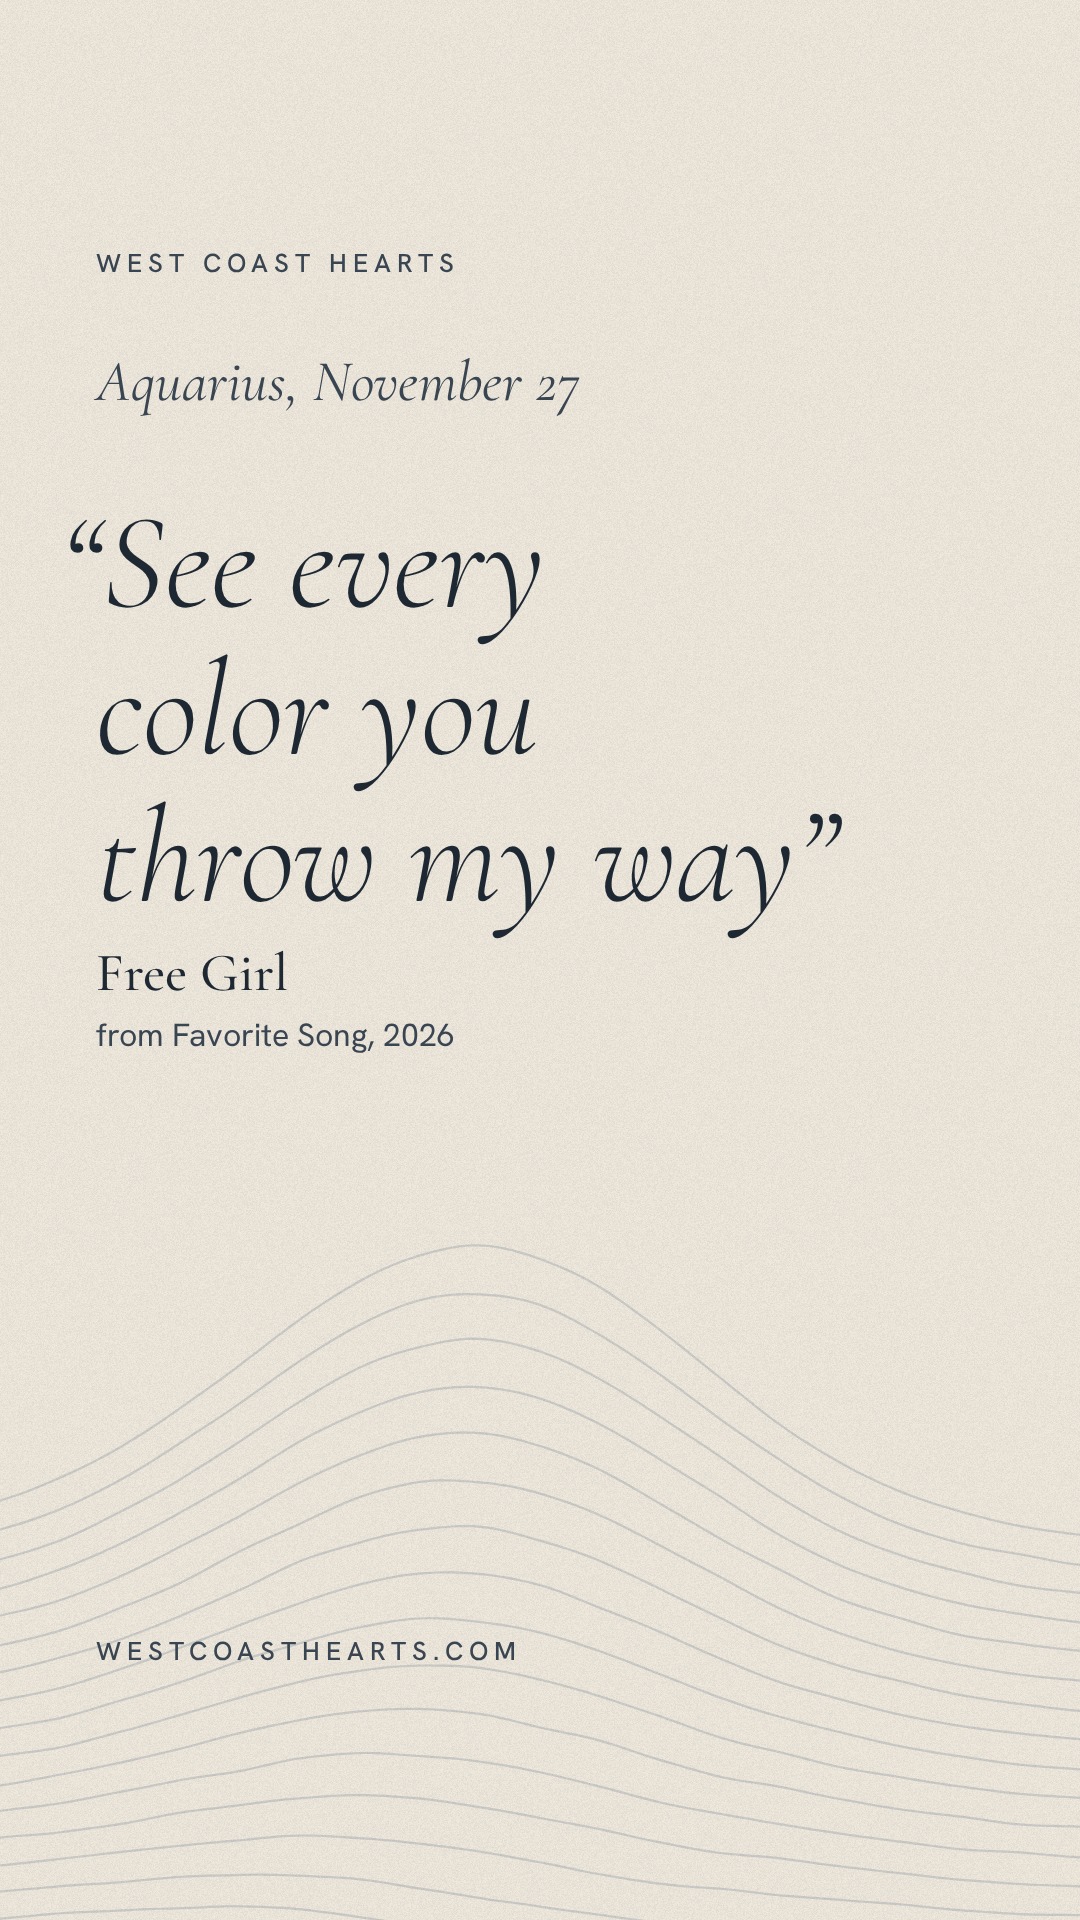 WEST COAST HEARTS
Aquarius, November 27
“See every
color you
throw my way”
Free Girl
from Favorite Song, 2026
WESTCOASTHEARTS.COM